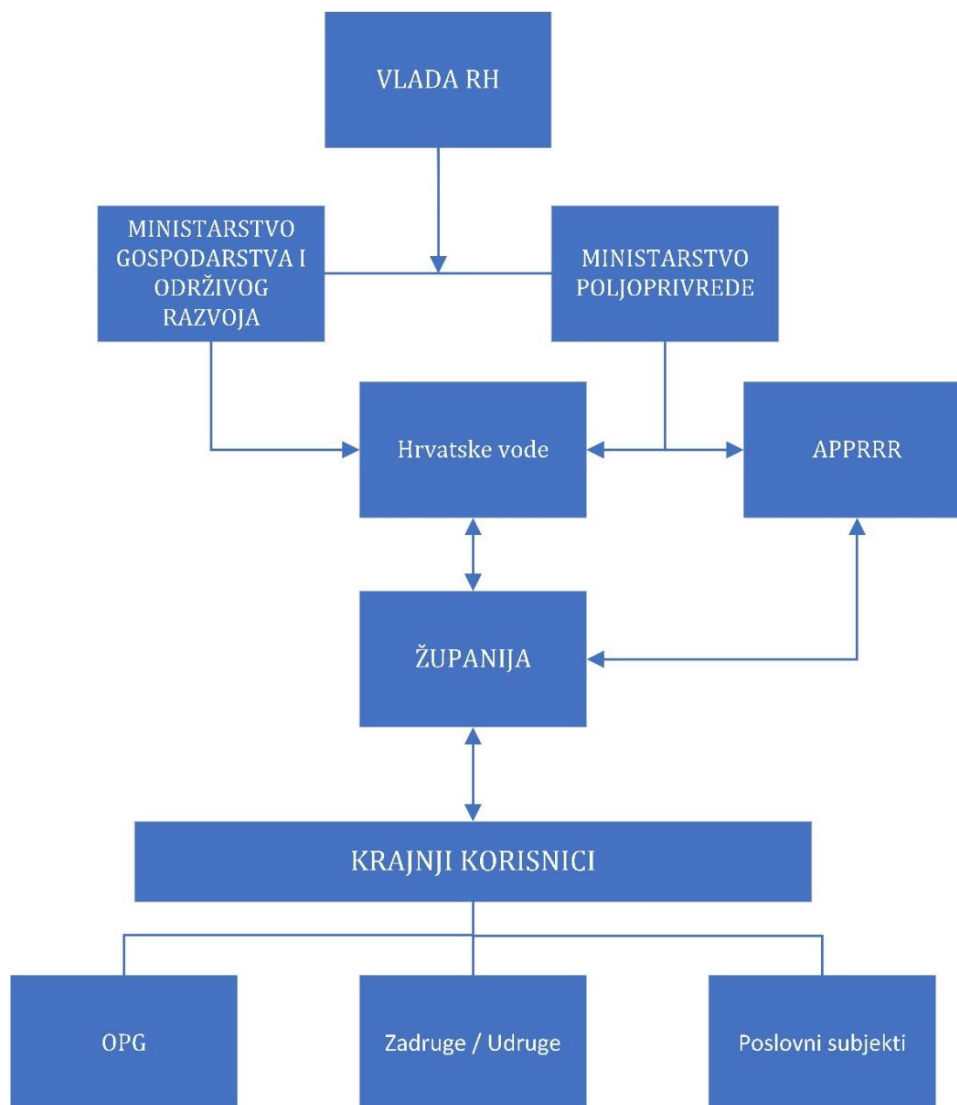 VLADA RH
MINISTARSTVO
GOSPODARSTVA I
ODRŽIVOG
RAZVOJA
MINISTARSTVO
POLJOPRIVREDE
Hrvatske vode
APPRRR
ŽUPANIJA
KRAJNJI KORISNICI
OPG
Zadruge / Udruge
Poslovni subjekti